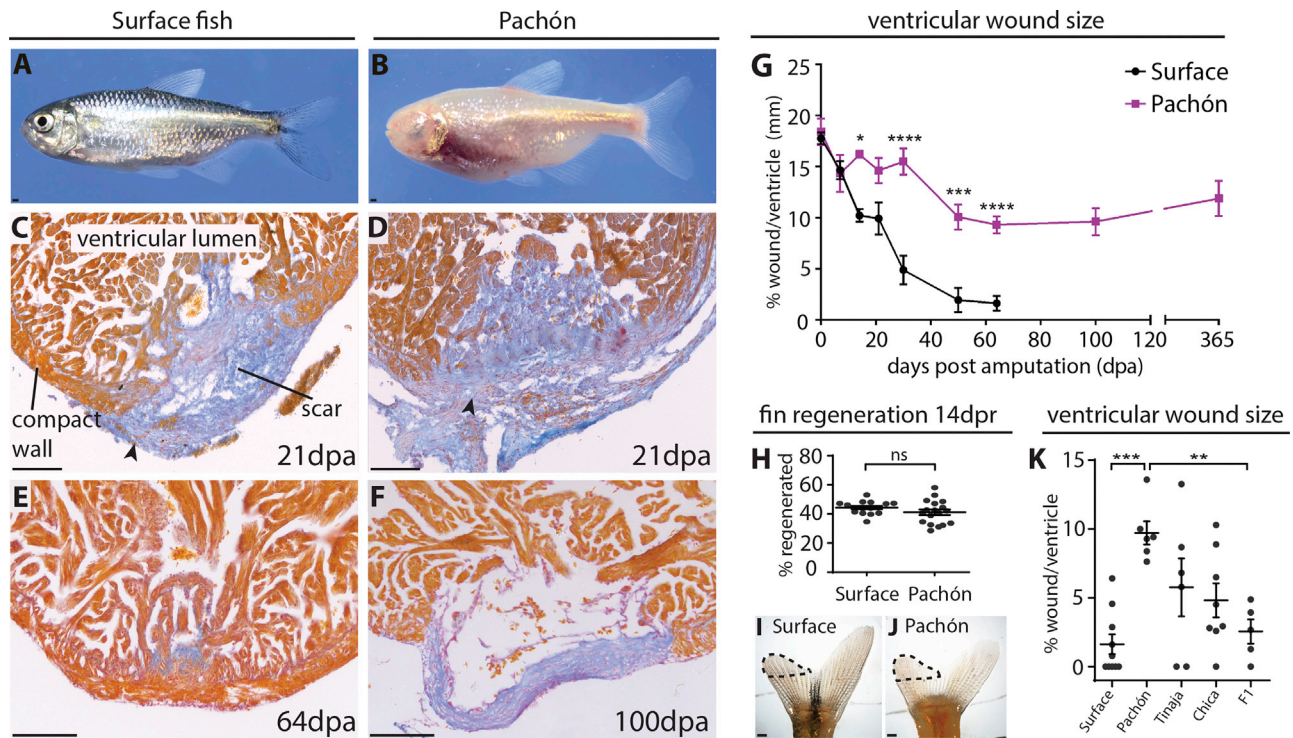 Surface fish
Pachón
A
B
C
ventricular lumen
compact
wall
scar
21dpa
D
21dpa
E
64dpa
F
100dpa
ventricular wound size
G
Surface
Pachón
% wound/ventricle (mm)
25
20
15
10
5
0
*
****
***
****
0 20 40 60 80 100 120 365
days post amputation (dpa)
fin regeneration 14dpr
H
ns
% regenerated
80
60
40
20
0
Surface Pachón
I Surface
J Pachón
ventricular wound size
K
*** **
% wound/ventricle
15
10
5
0
Surface
Pachón
Tinaja
Chica
F1